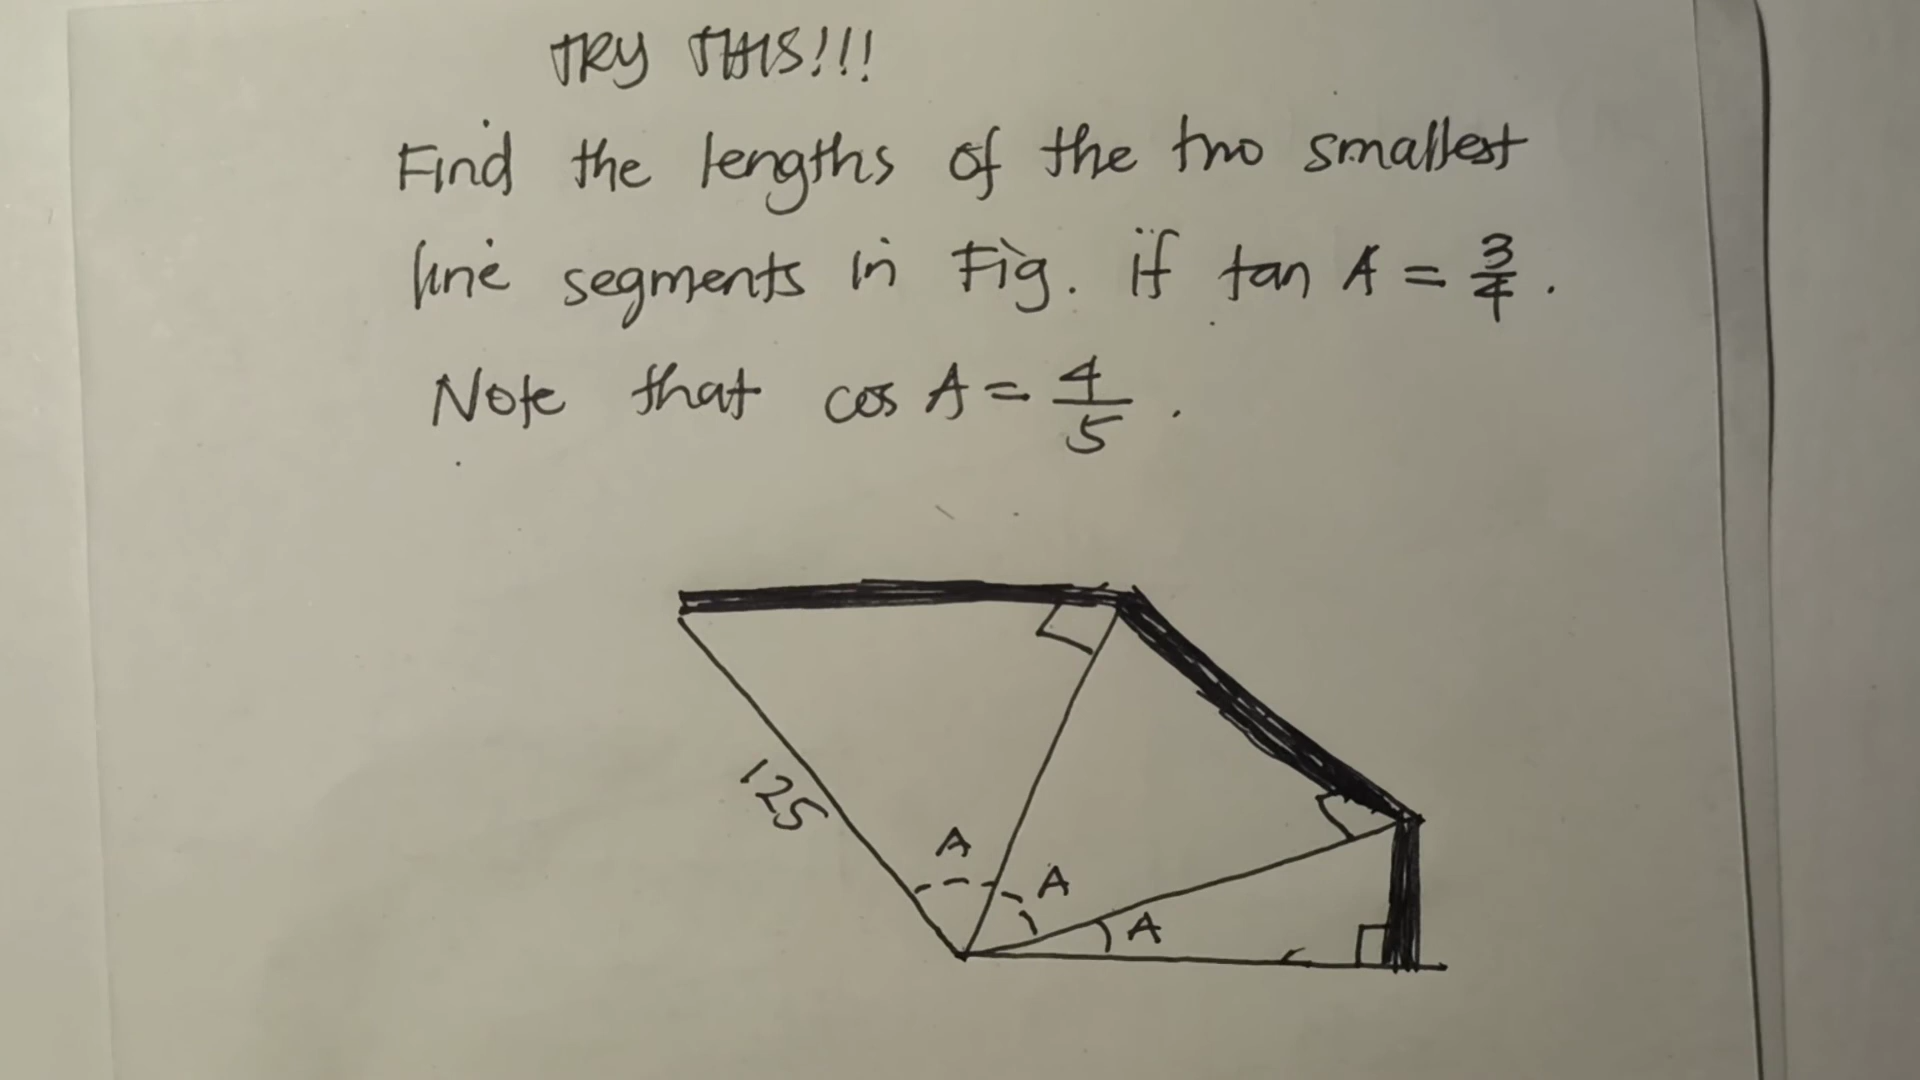 TRY THIS!!!
Find the lengths of the two smallest
line segments in Fig. if tan A = 3/4.
Note that cos A = 4/5.
125
A
A
A